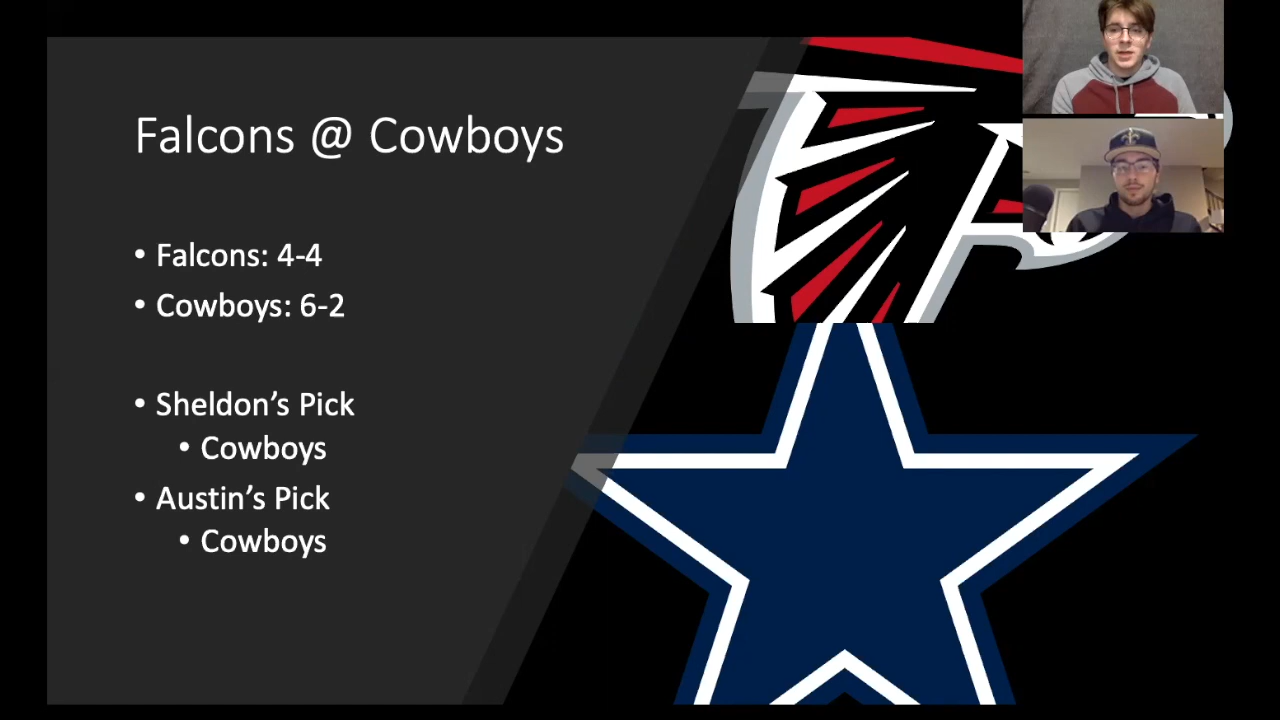 Falcons @ Cowboys
• Falcons: 4-4
• Cowboys: 6-2
• Sheldon’s Pick
• Cowboys
• Austin’s Pick
• Cowboys